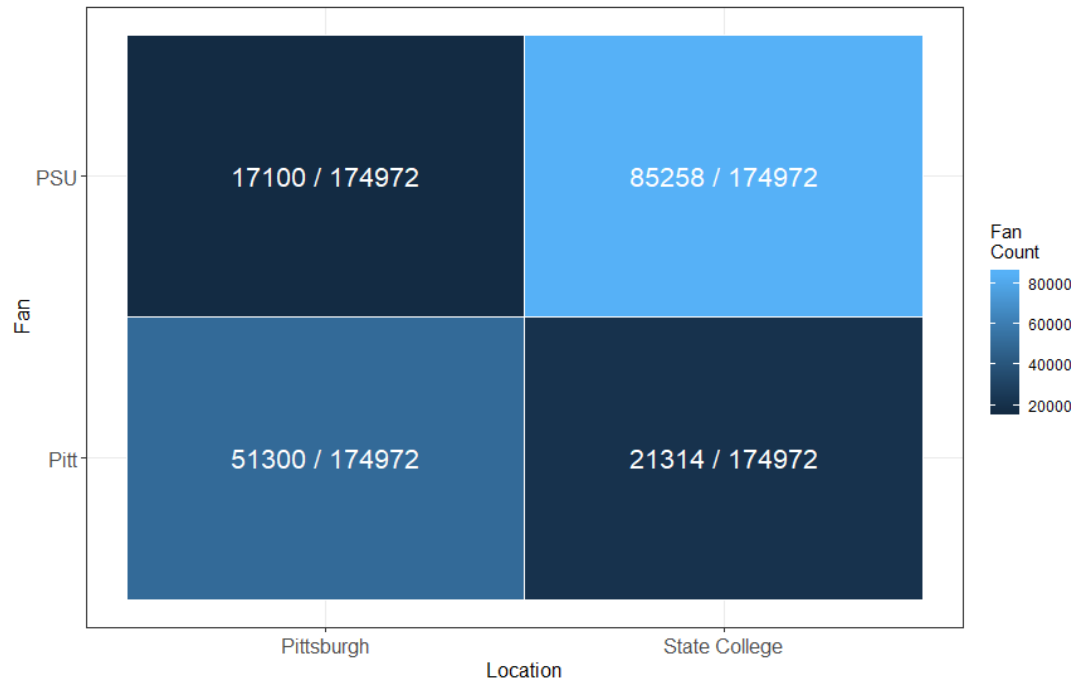 PSU
17100 / 174972
85258 / 174972
Pitt
51300 / 174972
21314 / 174972
Fan
Pittsburgh
State College
Location
Fan
Count
80000
60000
40000
20000